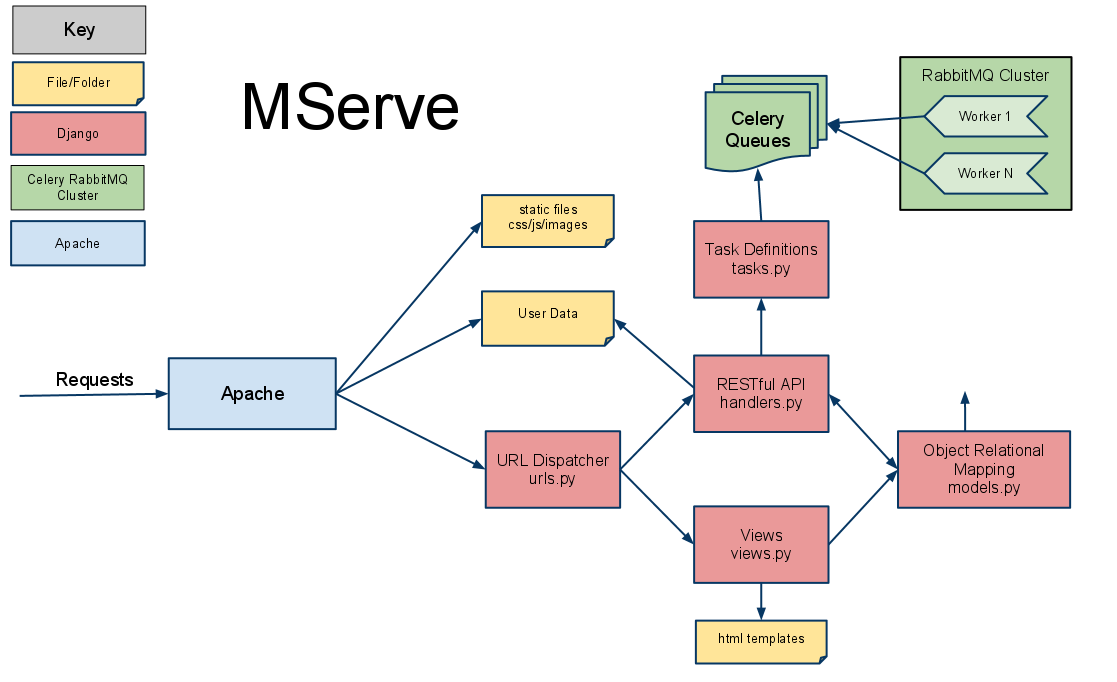 Key
File/Folder
Django
Celery RabbitMQ
Cluster
Apache
MServe
Celery
Queues
RabbitMQ Cluster
Worker 1
Worker N
static files
css/js/images
Task Definitions
tasks.py
User Data
Requests
Apache
RESTful API
handlers.py
URL Dispatcher
urls.py
Object Relational
Mapping
models.py
Views
views.py
html templates